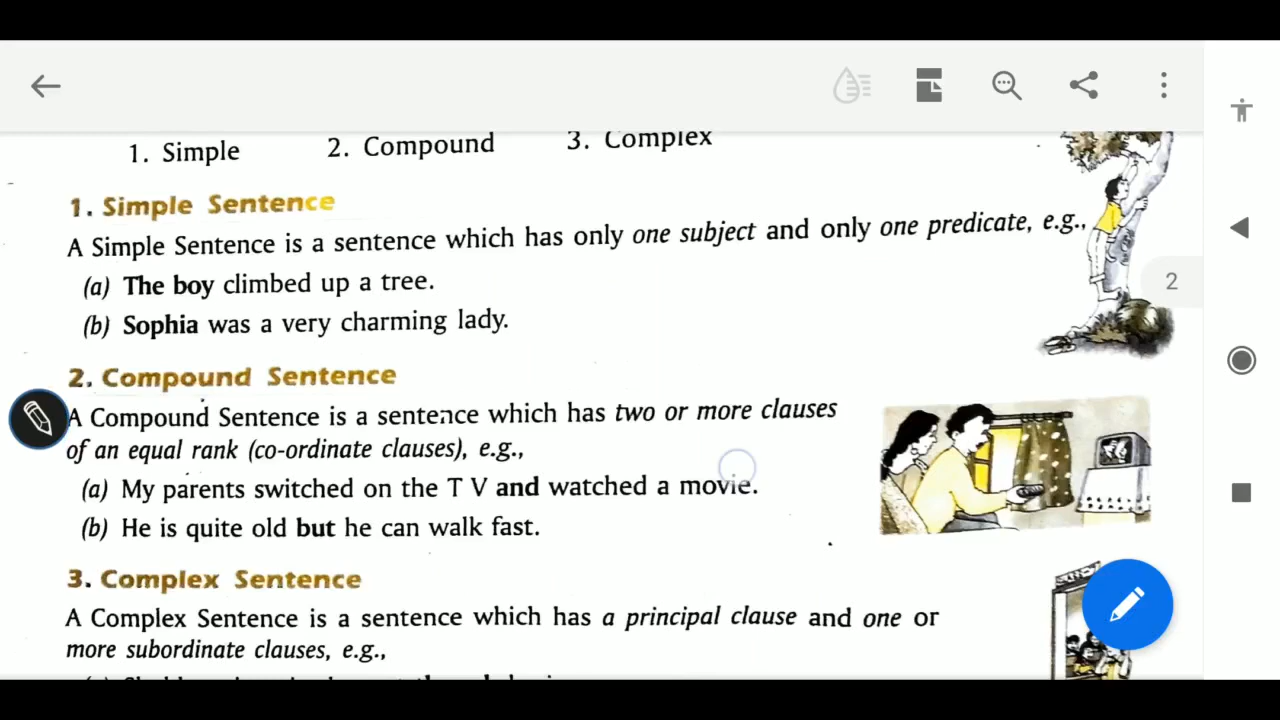 1. Simple 2. Compound 3. Complex
1. Simple Sentence
A Simple Sentence is a sentence which has only one subject and only one predicate, e.g.,
(a) The boy climbed up a tree.
2
(b) Sophia was a very charming lady.
2. Compound Sentence
A Compound Sentence is a sentence which has two or more clauses
of an equal rank (co-ordinate clauses), e.g.,
(a) My parents switched on the T V and watched a movie.
(b) He is quite old but he can walk fast.
3. Complex Sentence
A Complex Sentence is a sentence which has a principal clause and one or
more subordinate clauses, e.g.,